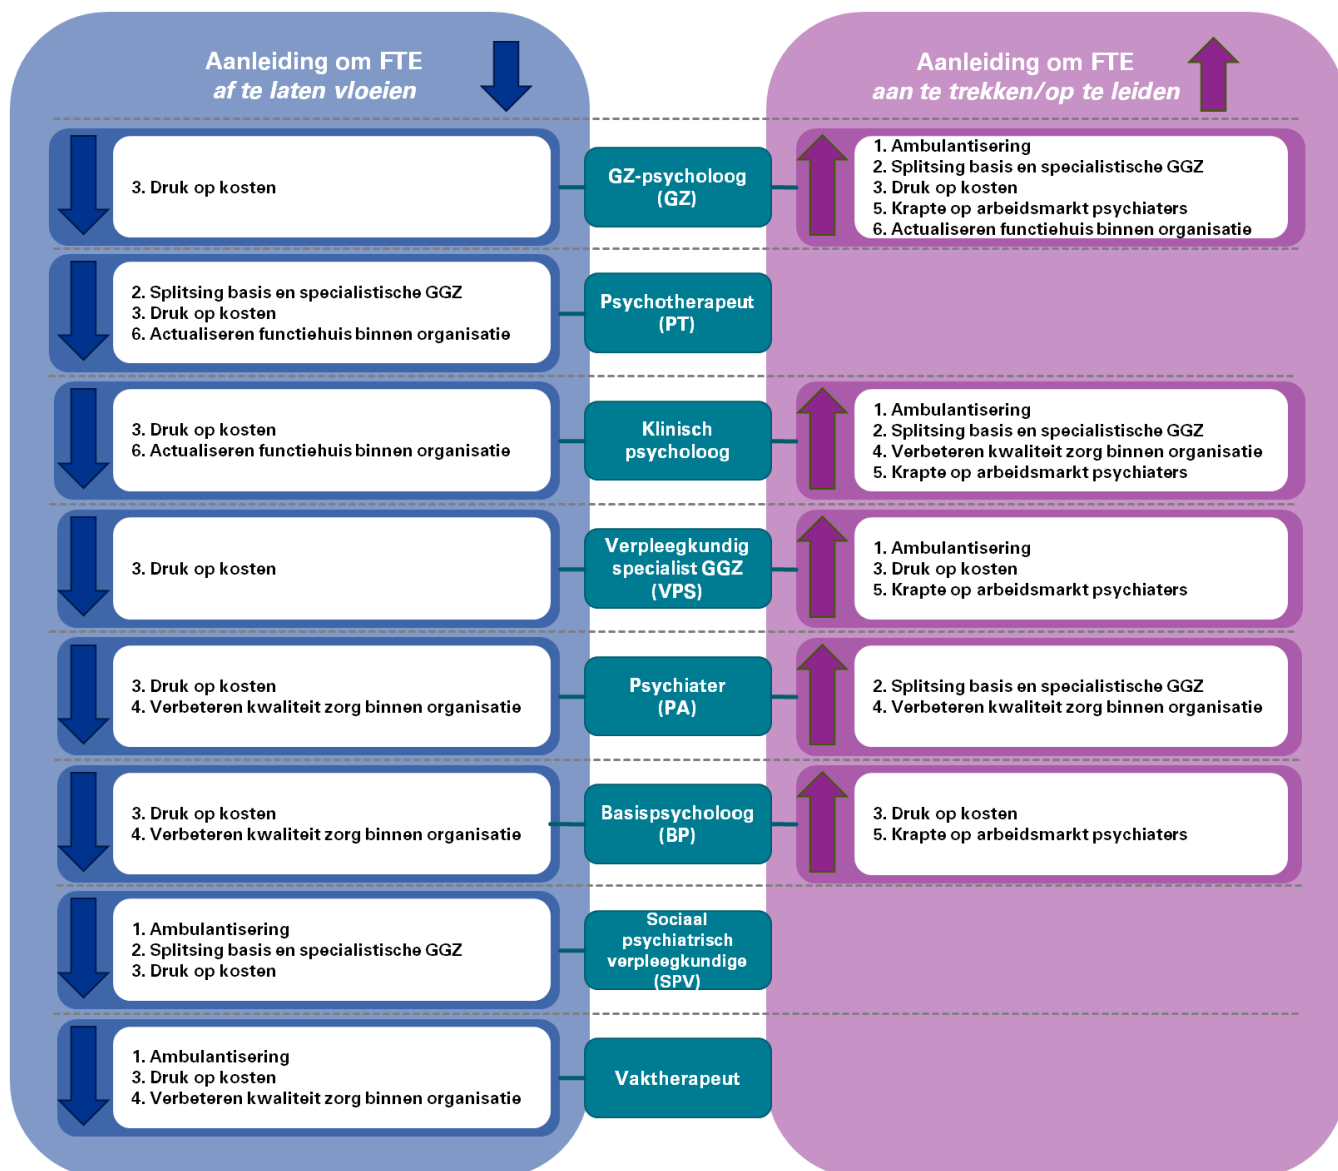 Aanleiding om FTE
af te laten vloeien
Aanleiding om FTE
aan te trekken/op te leiden
3. Druk op kosten
GZ-psycholoog
(GZ)
1. Ambulantisering
2. Splitsing basis en specialistische GGZ
3. Druk op kosten
5. Krapte op arbeidsmarkt psychiaters
6. Actualiseren functiehuis binnen organisatie
2. Splitsing basis en specialistische GGZ
3. Druk op kosten
6. Actualiseren functiehuis binnen organisatie
Psychotherapeut
(PT)
3. Druk op kosten
6. Actualiseren functiehuis binnen organisatie
Klinisch
psycholoog
1. Ambulantisering
2. Splitsing basis en specialistische GGZ
4. Verbeteren kwaliteit zorg binnen organisatie
5. Krapte op arbeidsmarkt psychiaters
3. Druk op kosten
Verpleegkundig
specialist GGZ
(VPS)
1. Ambulantisering
3. Druk op kosten
5. Krapte op arbeidsmarkt psychiaters
3. Druk op kosten
4. Verbeteren kwaliteit zorg binnen organisatie
Psychiater
(PA)
2. Splitsing basis en specialistische GGZ
4. Verbeteren kwaliteit zorg binnen organisatie
3. Druk op kosten
4. Verbeteren kwaliteit zorg binnen organisatie
Basispsycholoog
(BP)
3. Druk op kosten
5. Krapte op arbeidsmarkt psychiaters
1. Ambulantisering
2. Splitsing basis en specialistische GGZ
3. Druk op kosten
Sociaal
psychiatrisch
verpleegkundige
(SPV)
1. Ambulantisering
3. Druk op kosten
4. Verbeteren kwaliteit zorg binnen organisatie
Vaktherapeut